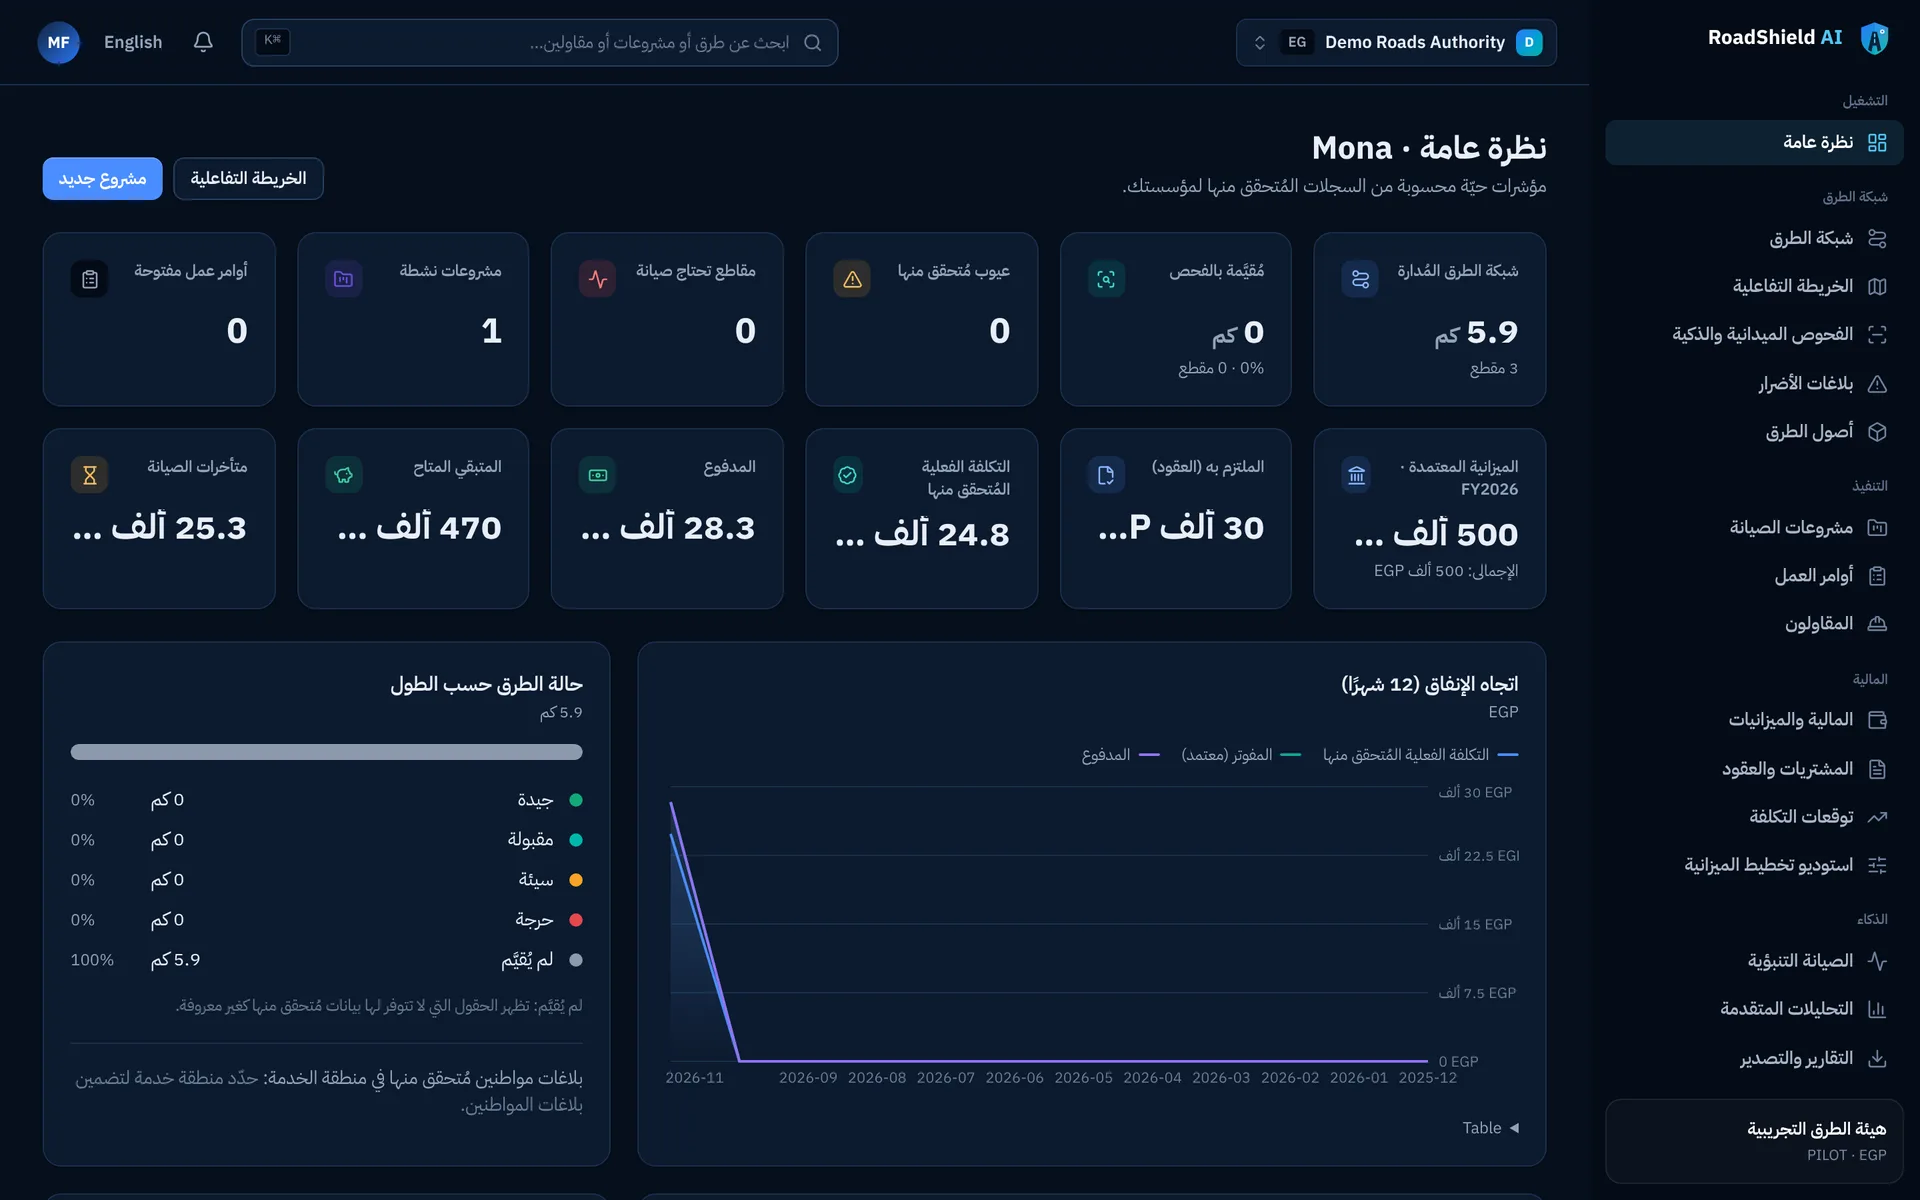 RoadShield AI
التشغيل
نظرة عامة
شبكة الطرق
شبكة الطرق
الخريطة التفاعلية
الفحوص الميدانية والذكية
بلاغات الأضرار
أصول الطرق
التنفيذ
مشروعات الصيانة
أوامر العمل
المقاولون
المالية
المالية والميزانيات
المشتريات والعقود
توقعات التكلفة
استوديو تخطيط الميزانية
الذكاء
الصيانة التنبؤية
التحليلات المتقدمة
التقارير والتصدير
هيئة الطرق التجريبية
PILOT · EGP
D Demo Roads Authority EG
ابحث عن طرق أو مشروعات أو مقاولين...
⌘K
English
MF
نظرة عامة · Mona
مؤشرات حيّة محسوبة من السجلات المُتحقق منها لمؤسستك.
الخريطة التفاعلية
مشروع جديد
شبكة الطرق المُدارة
5.9 كم
3 مقطع
مُقيَّمة بالفحص
0 كم
0% · 0 مقطع
عيوب مُتحقق منها
0
مقاطع تحتاج صيانة
0
مشروعات نشطة
1
أوامر عمل مفتوحة
0
الميزانية المعتمدة ·
FY2026
500 ألف ...
الإجمالي: 500 ألف EGP
الملتزم به (العقود)
30 ألف P...
التكلفة الفعلية
المُتحقق منها
24.8 ألف ...
المدفوع
28.3 ألف ...
المتبقي المتاح
470 ألف ...
متأخرات الصيانة
25.3 ألف ...
اتجاه الإنفاق (12 شهرًا)
EGP
التكلفة الفعلية المُتحقق منها
المفوتر (معتمد)
المدفوع
30 ألف EGP
22.5 ألف EGI
15 ألف EGP
7.5 ألف EGP
0 EGP
2026-11 2026-09 2026-08 2026-07 2026-06 2026-05 2026-04 2026-03 2026-02 2026-01 2025-12
Table
حالة الطرق حسب الطول
5.9 كم
جيدة 0 كم 0%
مقبولة 0 كم 0%
سيئة 0 كم 0%
حرجة 0 كم 0%
لم يُقيَّم 5.9 كم 100%
لم يُقيَّم: تظهر الحقول التي لا تتوفر لها بيانات مُتحقق منها كغير معروفة.
بلاغات مواطنين مُتحقق منها في منطقة الخدمة: حدّد منطقة خدمة لتضمين
بلاغات المواطنين.